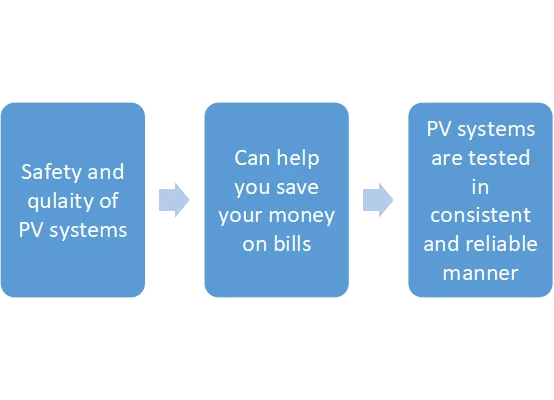 Safety and
qulaity of
PV systems
Can help
you save
your money
on bills
PV systems
are tested
in
consistent
and reliable
manner